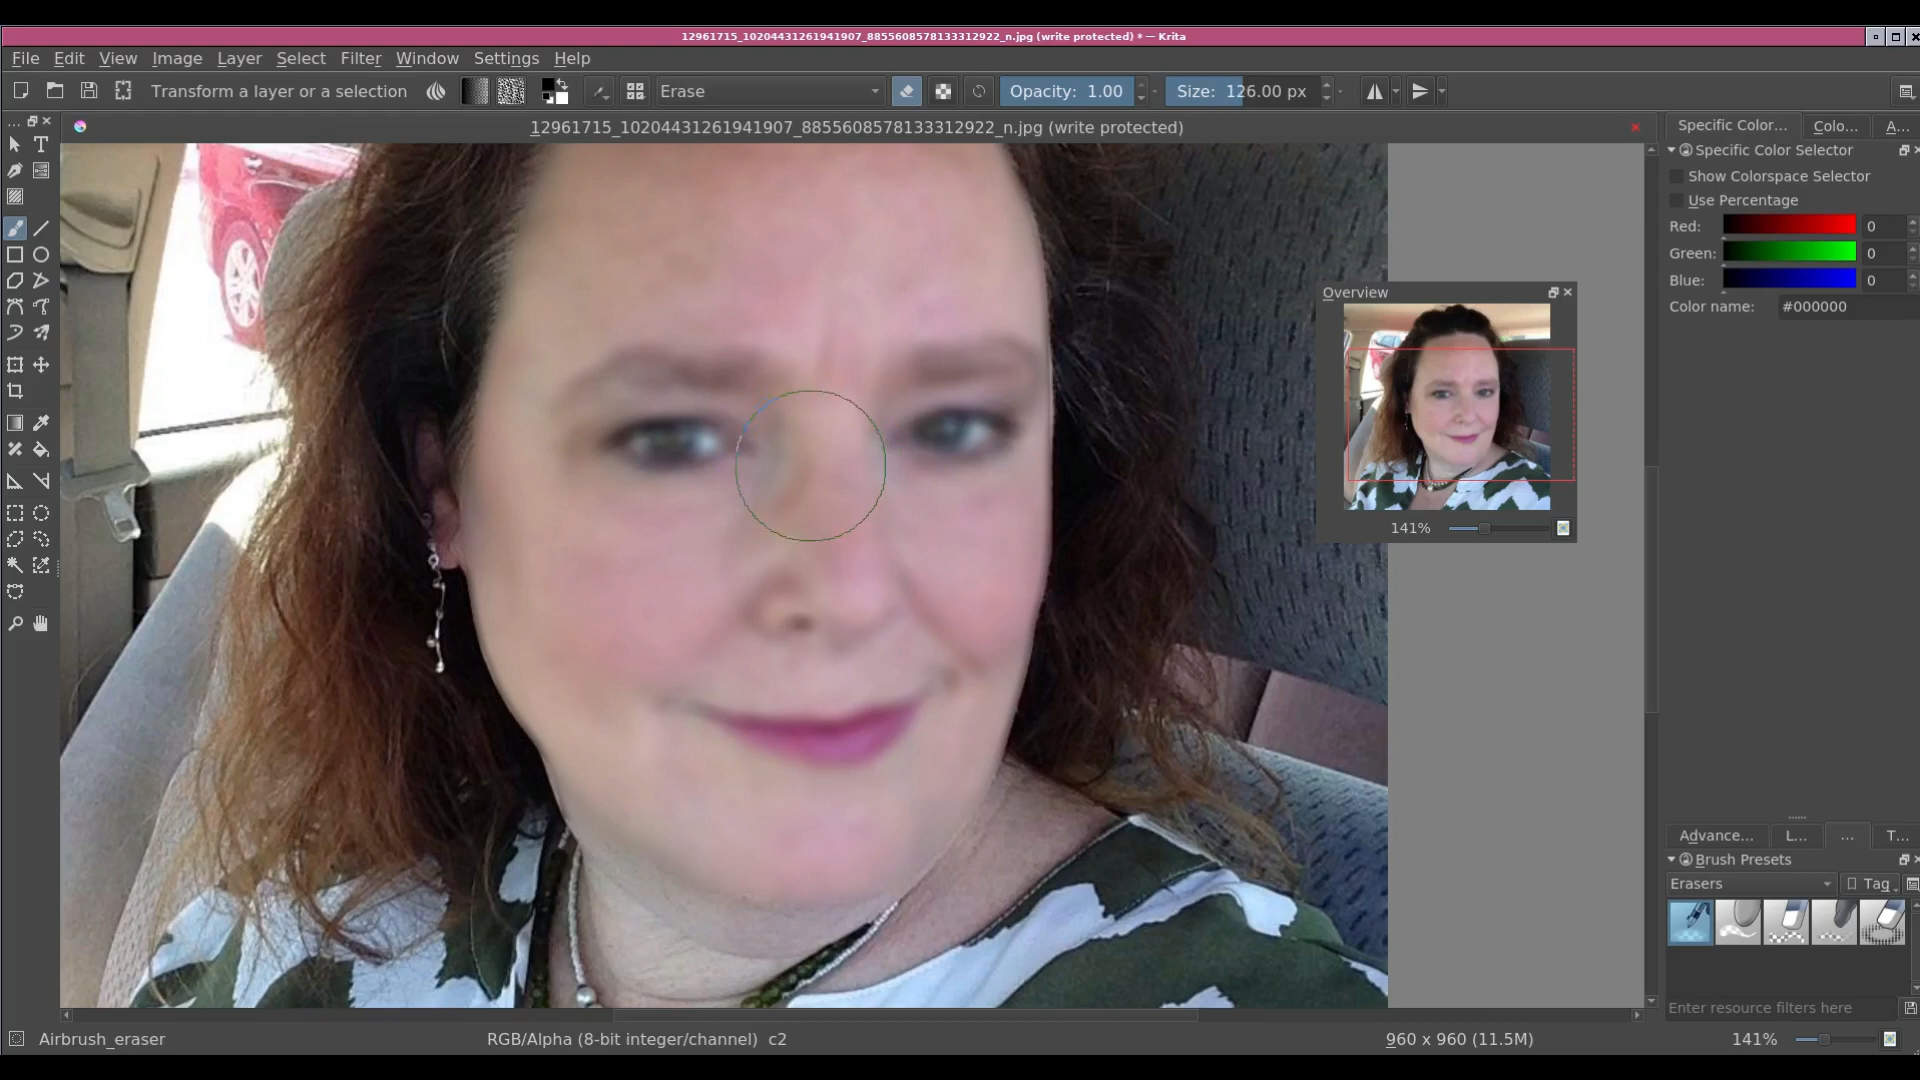 12961715_10204431261941907_8855608578133312922_n.jpg (write protected) * — Krita
File Edit View Image Layer Select Filter Tools Window Settings Help
Transform a layer or a selection Erase Opacity: 1.00 Size: 126.00 px
12961715_10204431261941907_8855608578133312922_n.jpg (write protected)
Specific Color... Colo... A...
Specific Color Selector
Show Colorspace Selector
Use Percentage
Red: 0
Green: 0
Blue: 0
Color name: #000000
Overview
141%
Advance... L... ... T...
Brush Presets
Erasers Tag
Enter resource filters here
Airbrush_eraser RGB/Alpha (8-bit integer/channel) c2 960 x 960 (11.5M) 141%